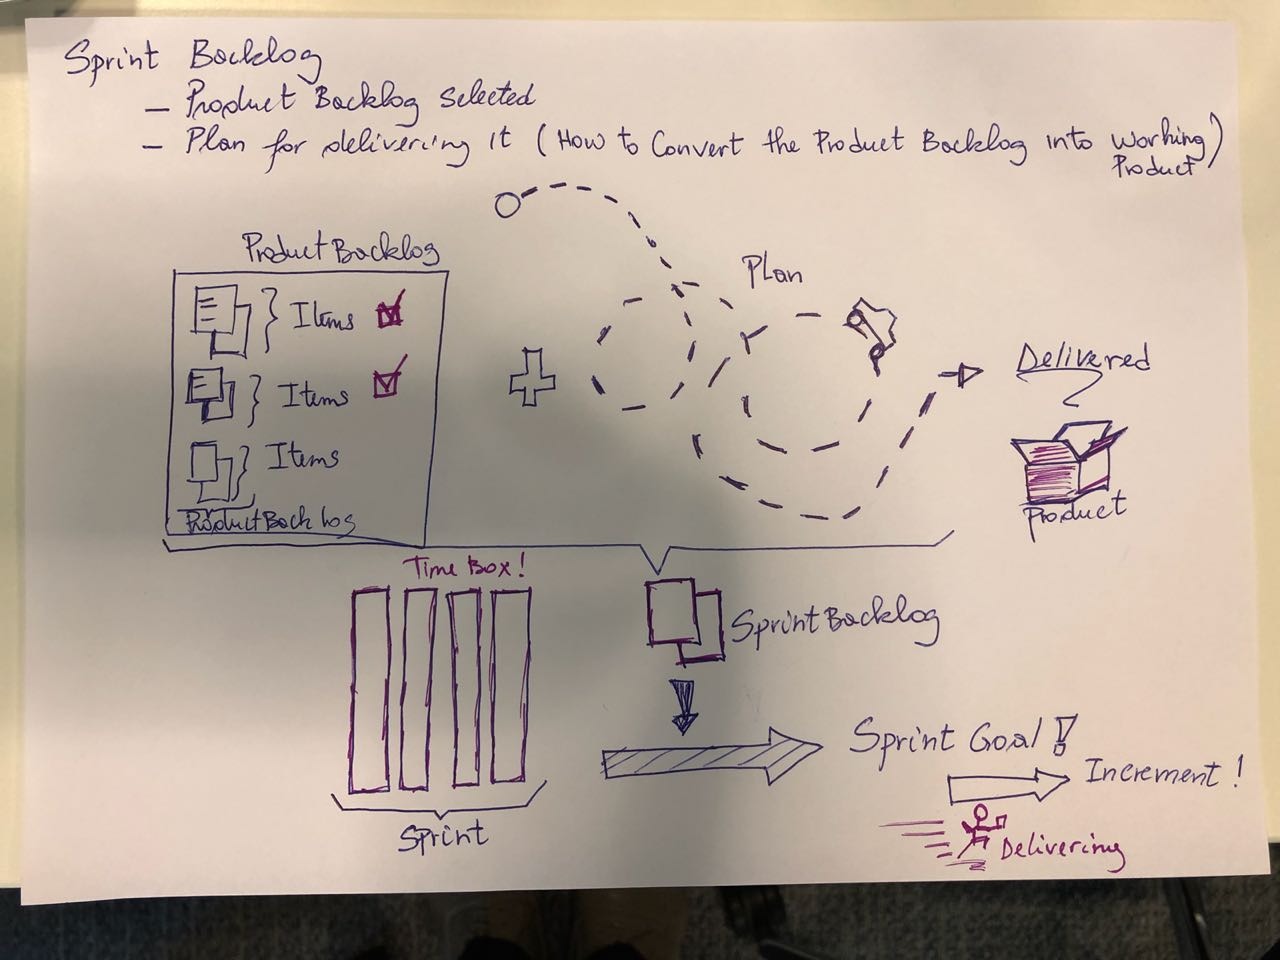 Sprint Backlog
— Product Backlog Selected
— Plan for delivering it (How to Convert the Product Backlog into working Product)
Product Backlog
Items
Items
Items
Product Backlog
Plan
Delivered
Product
Time Box!
Sprint
Sprint Backlog
Sprint Goal!
Increment!
Delivering